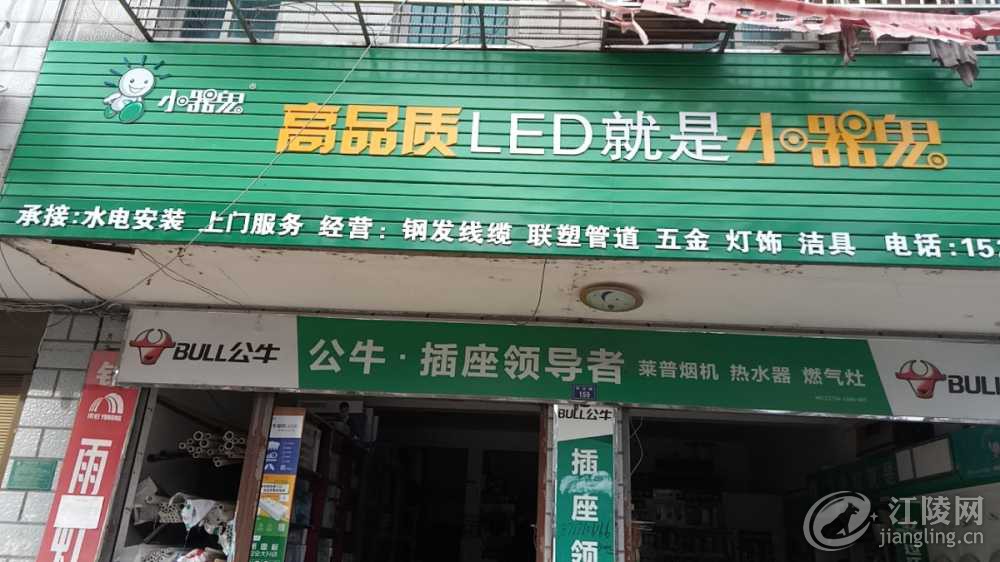 小器鬼®
高品质LED就是小器鬼
承接:水电安装 上门服务 经营: 钢发线缆 联塑管道 五金 灯饰 洁具 电话:15
BULL公牛
公牛·插座领导者 莱普烟机 热水器 燃气灶
BULL
159
BULL公牛
插座领
雨虹
江陵网
jiangling.cn